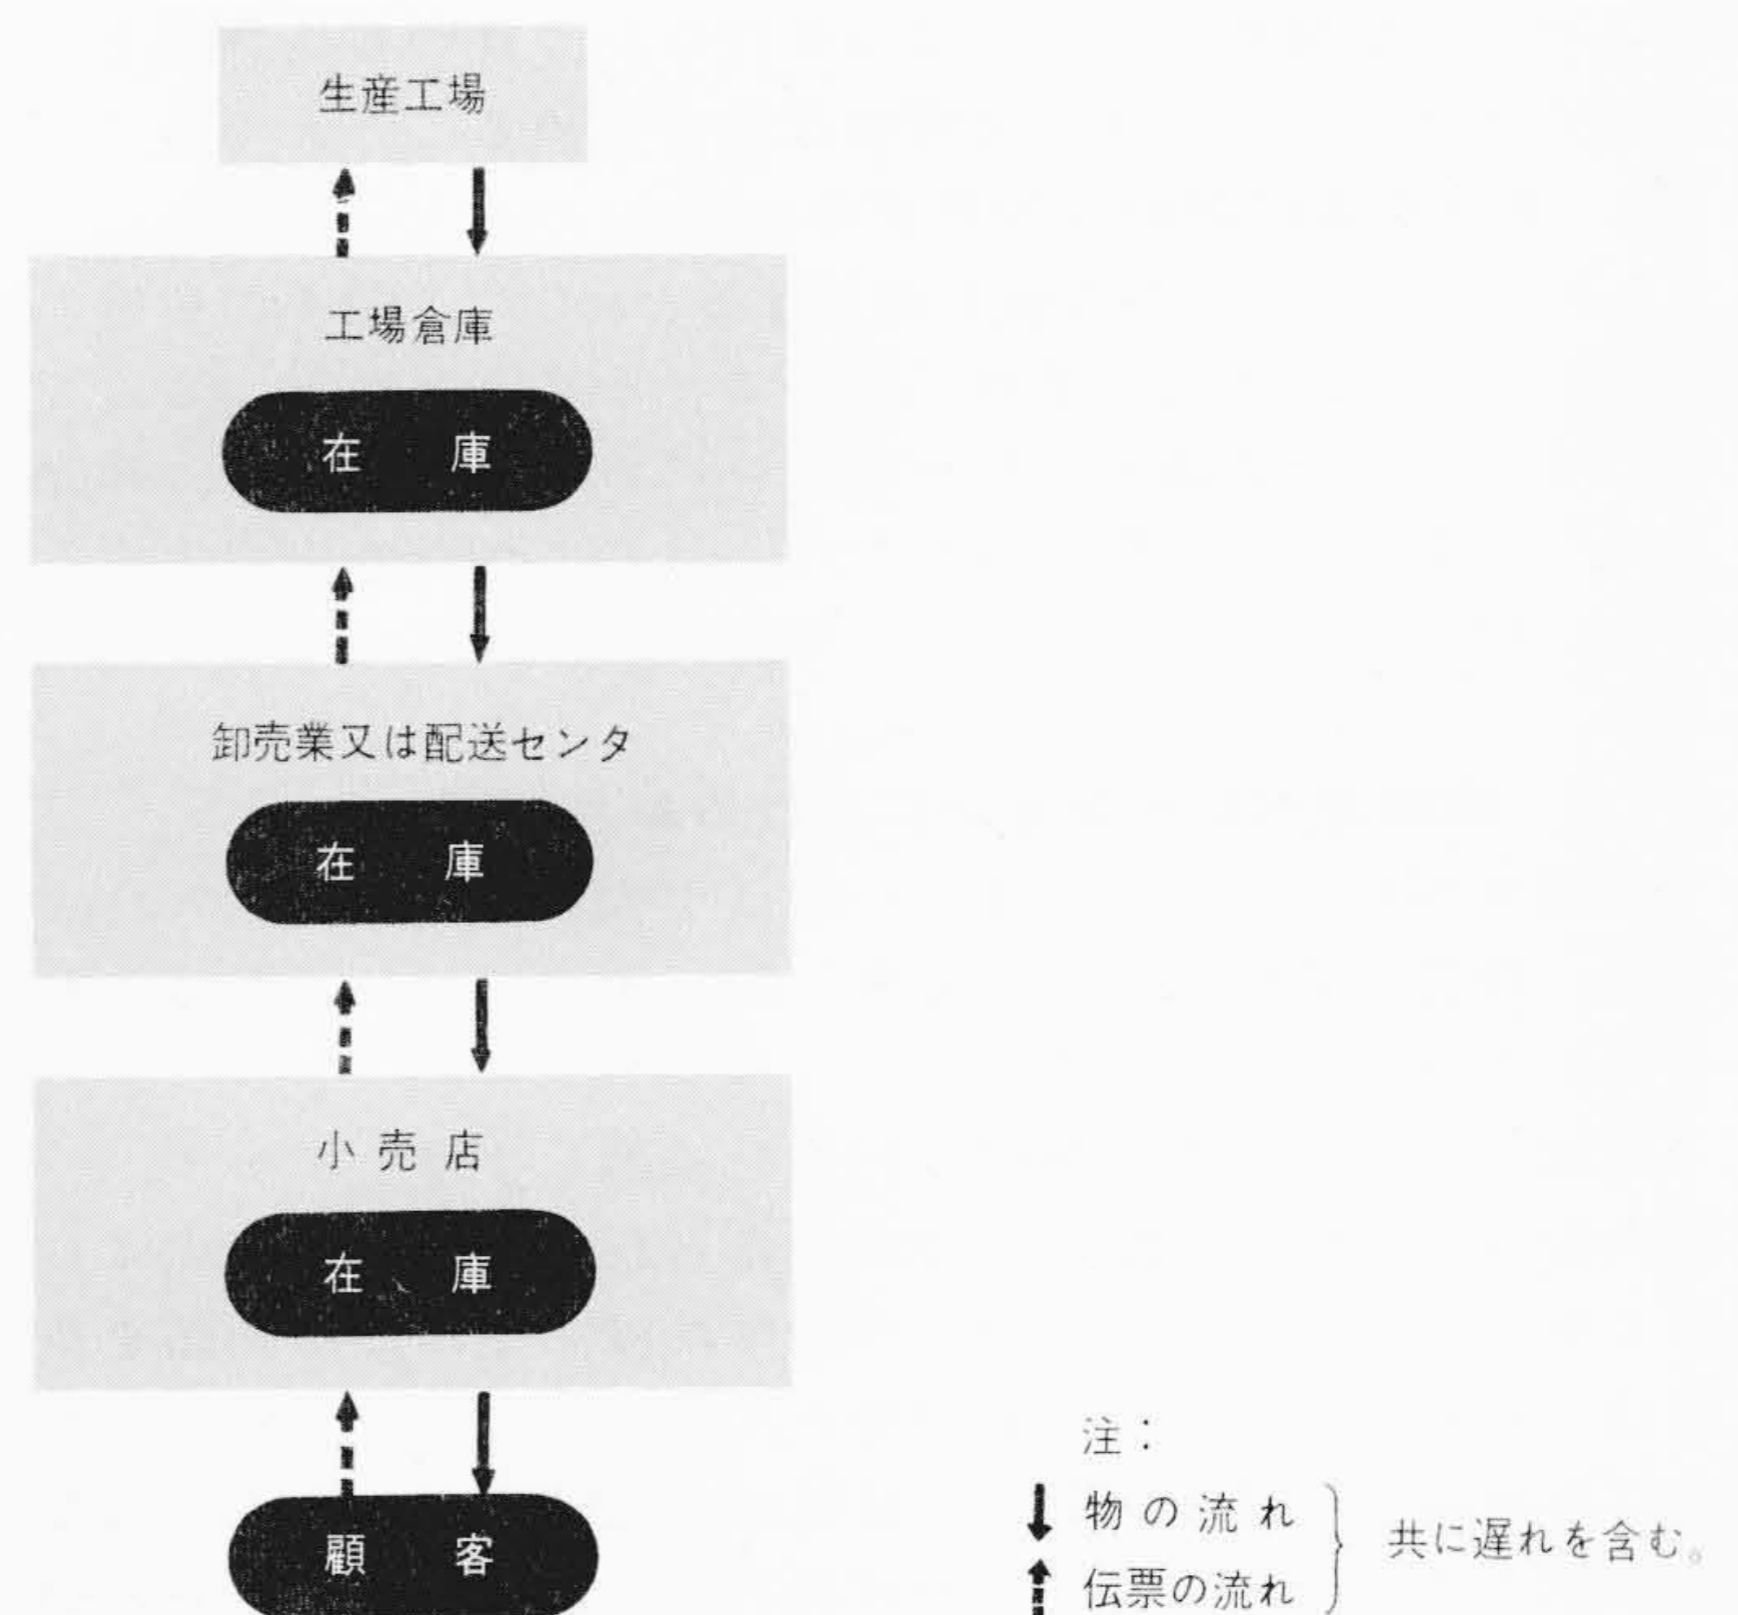 生産工場
工場倉庫
在 庫
卸売業又は配送センタ
在 庫
小売店
在 庫
顧 客
注:
物の流れ
共に遅れを含む。
伝票の流れ